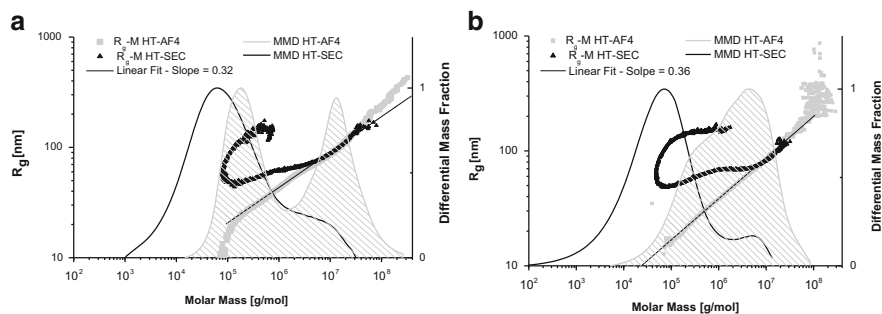 a
R_g-M HT-AF4
R_g-M HT-SEC
Linear Fit - Slope = 0.32
MMD HT-AF4
MMD HT-SEC
1000
100
10
R_g [nm]
1
0
Differential Mass Fraction
10^2 10^3 10^4 10^5 10^6 10^7 10^8
Molar Mass [g/mol]
b
R_g-M HT-AF4
R_g-M HT-SEC
Linear Fit - Solpe = 0.36
MMD HT-AF4
MMD HT-SEC
1000
100
10
R_g [nm]
1
0
Differential Mass Fraction
10^2 10^3 10^4 10^5 10^6 10^7 10^8 10^9
Molar Mass [g/mol]